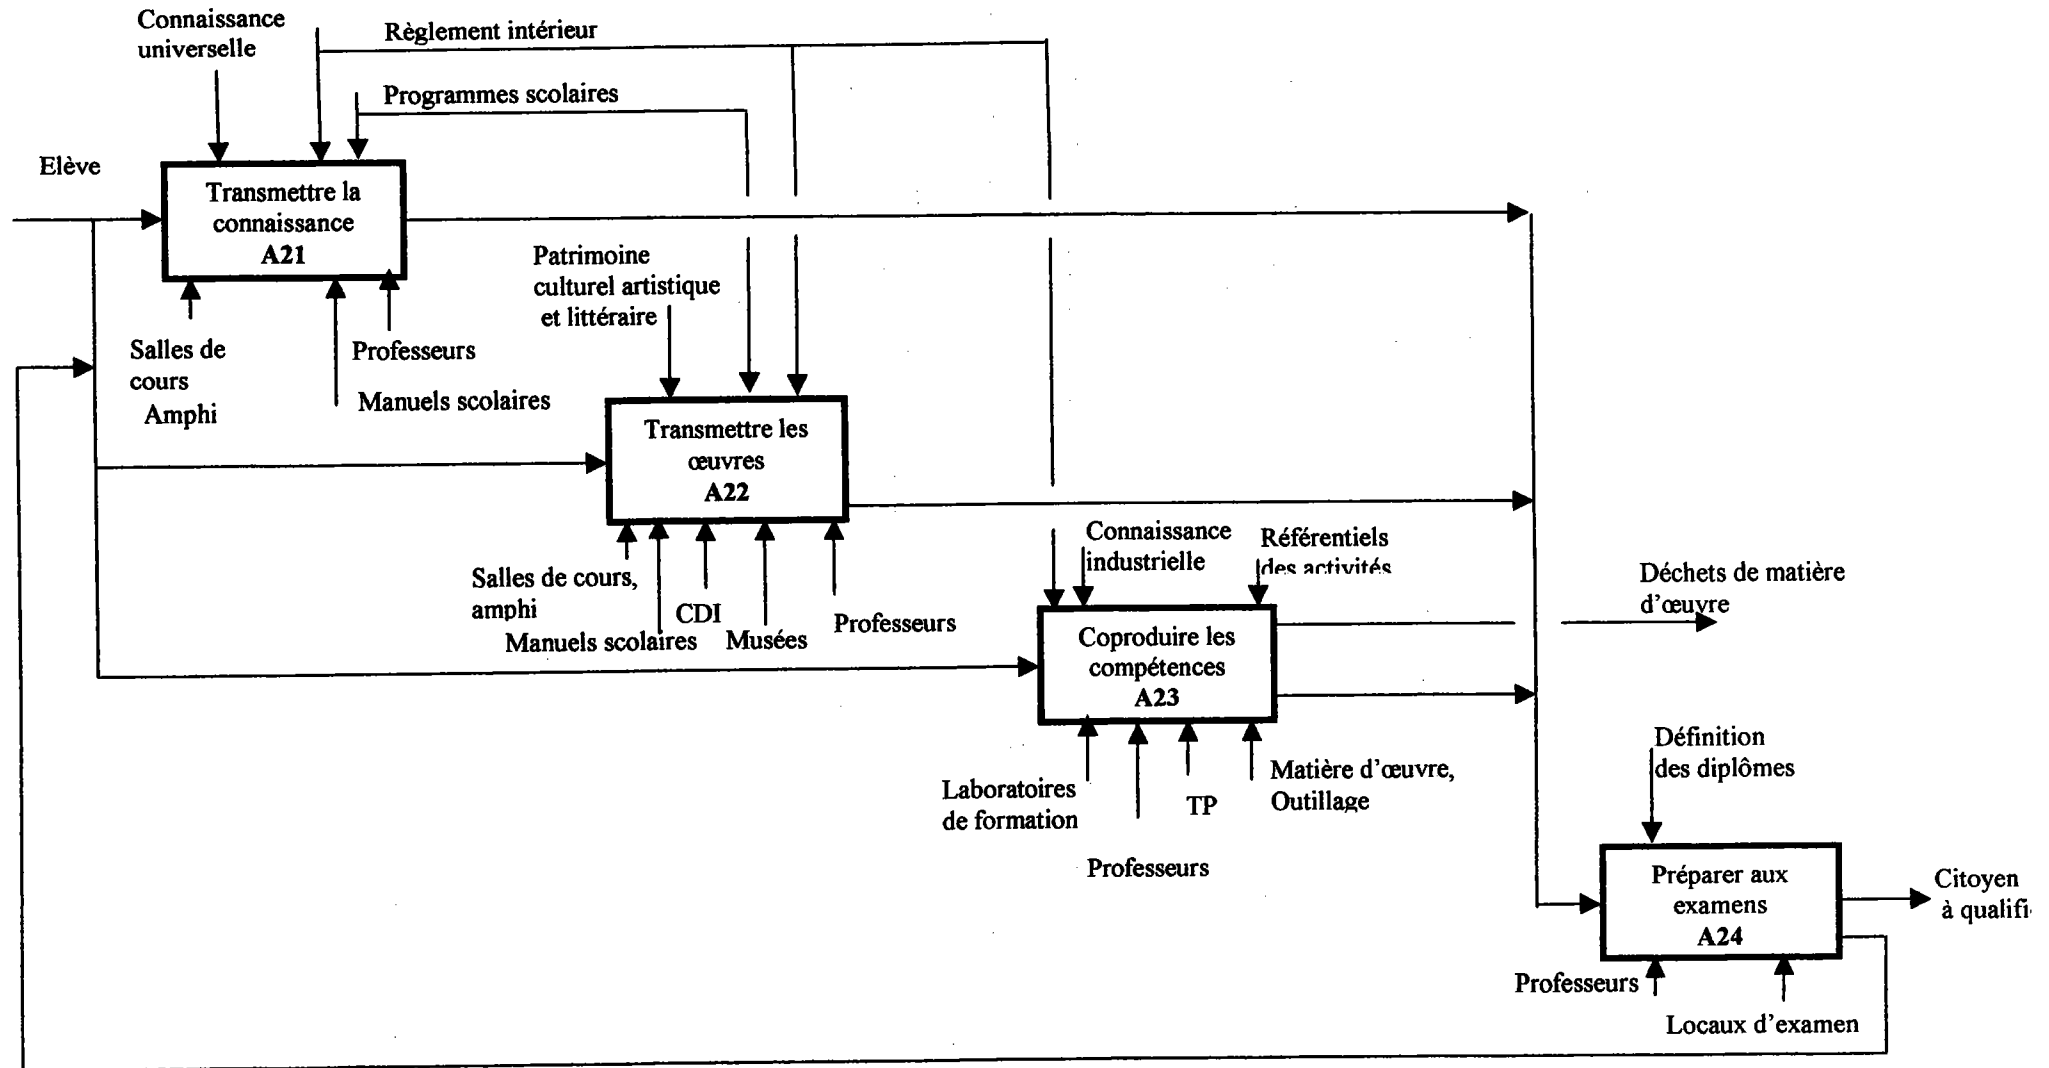 Connaissance
universelle
Règlement intérieur
Programmes scolaires
Elève
Transmettre la
connaissance
A21
Salles de
cours
Amphi
Professeurs
Manuels scolaires
Patrimoine
culturel artistique
et littéraire
Transmettre les
œuvres
A22
Salles de cours,
amphi
Manuels scolaires
CDI
Musées
Professeurs
Connaissance
industrielle
Référentiels
des activités
Coproduire les
compétences
A23
Déchets de matière
d'œuvre
Laboratoires
de formation
Professeurs
TP
Matière d'œuvre,
Outillage
Définition
des diplômes
Préparer aux
examens
A24
Citoyen
à qualifi
Professeurs
Locaux d'examen